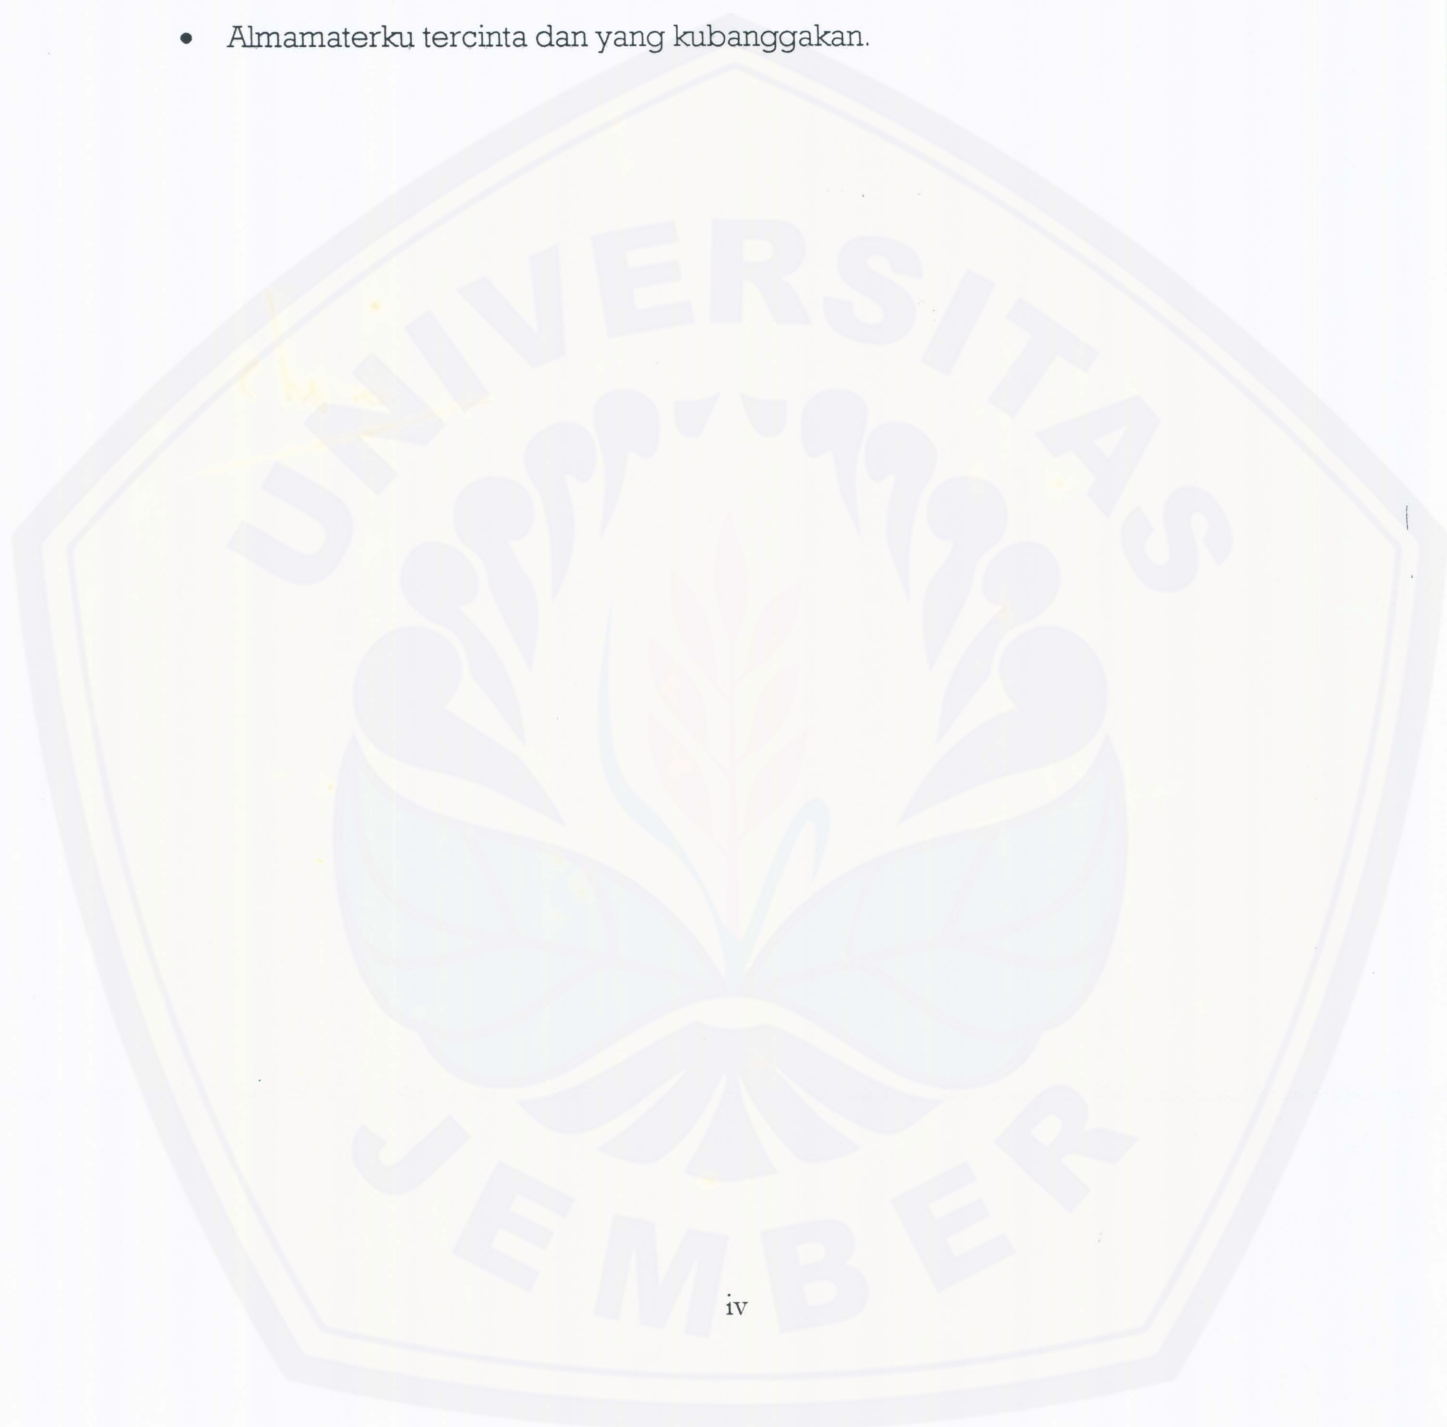 • Almamaterku tercinta dan yang kubanggakan.
UNIVERSITAS
JEMBER
iv